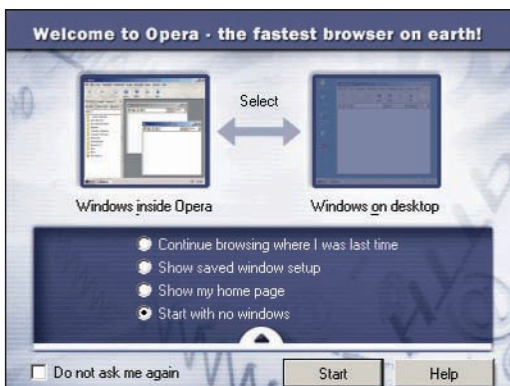 Welcome to Opera - the fastest browser on earth!
Select
Windows inside Opera Windows on desktop
Continue browsing where I was last time
Show saved window setup
Show my home page
Start with no windows
Do not ask me again Start Help